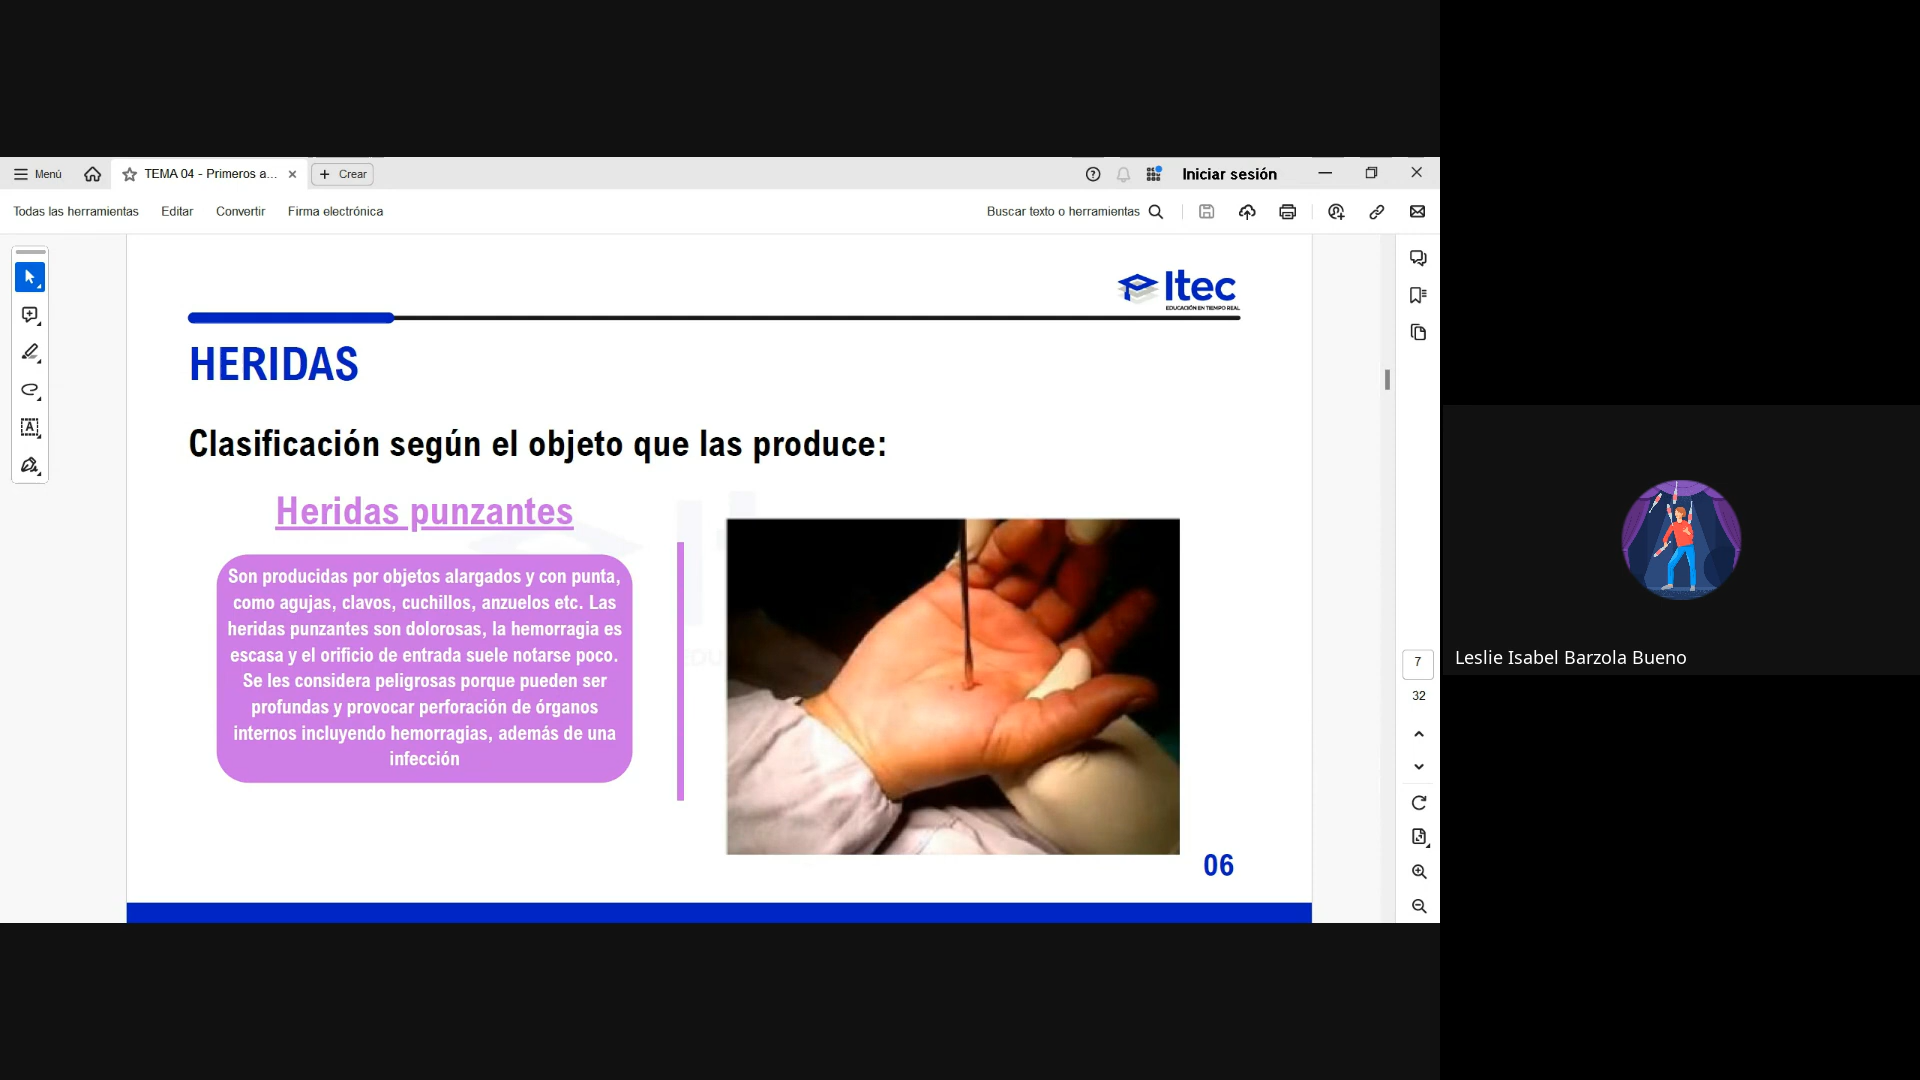 Menú
TEMA 04 - Primeros a...
Crear
Iniciar sesión
Todas las herramientas
Editar
Convertir
Firma electrónica
Buscar texto o herramientas
Itec
EDUCACIÓN EN TIEMPO REAL
HERIDAS
Clasificación según el objeto que las produce:
Heridas punzantes
Son producidas por objetos alargados y con punta,
como agujas, clavos, cuchillos, anzuelos etc. Las
heridas punzantes son dolorosas, la hemorragia es
escasa y el orificio de entrada suele notarse poco.
Se les considera peligrosas porque pueden ser
profundas y provocar perforación de órganos
internos incluyendo hemorragias, además de una
infección
06
7
32
Leslie Isabel Barzola Bueno